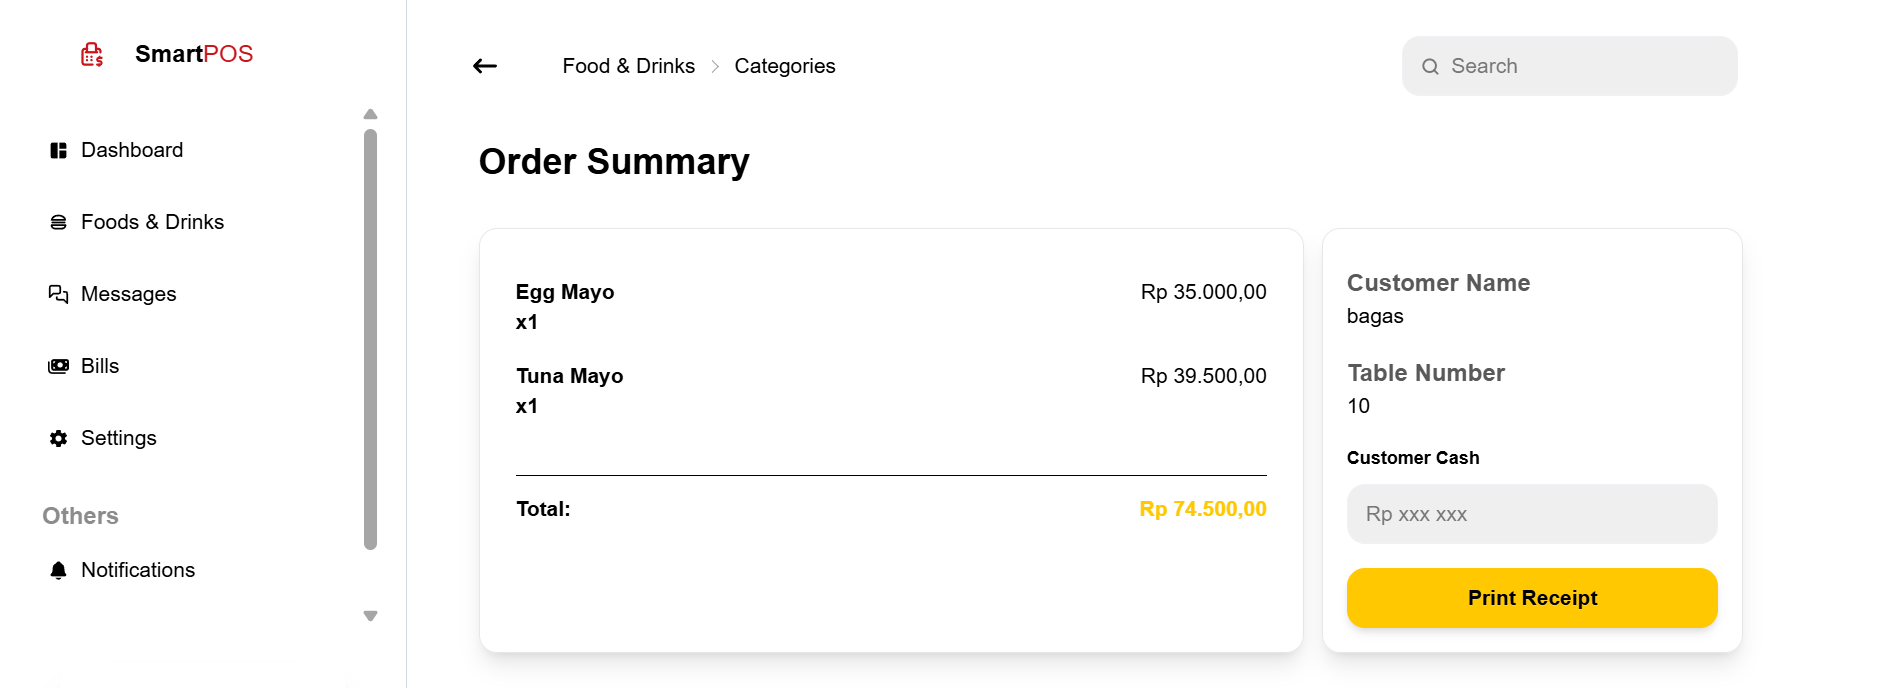 SmartPOS
Dashboard
Foods & Drinks
Messages
Bills
Settings
Others
Notifications
Food & Drinks > Categories
Search
Order Summary
Egg Mayo Rp 35.000,00
x1
Tuna Mayo Rp 39.500,00
x1
Total: Rp 74.500,00
Customer Name
bagas
Table Number
10
Customer Cash
Rp xxx xxx
Print Receipt